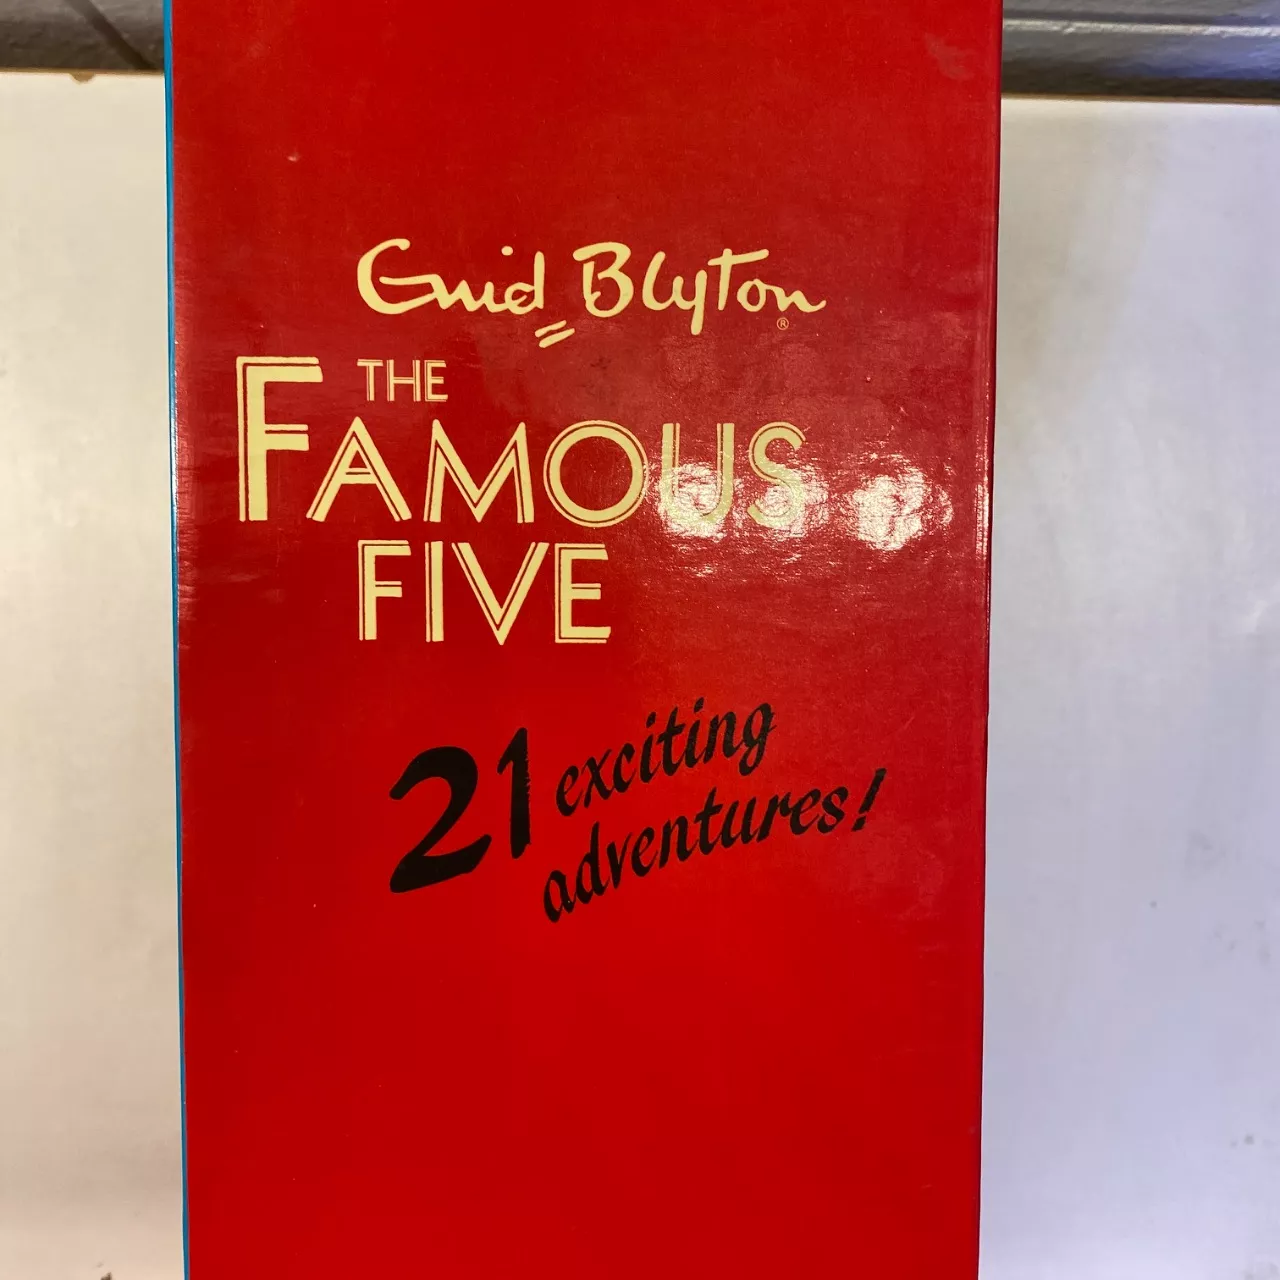 Enid Blyton®
THE
FAMOUS
FIVE
21 exciting
adventures!